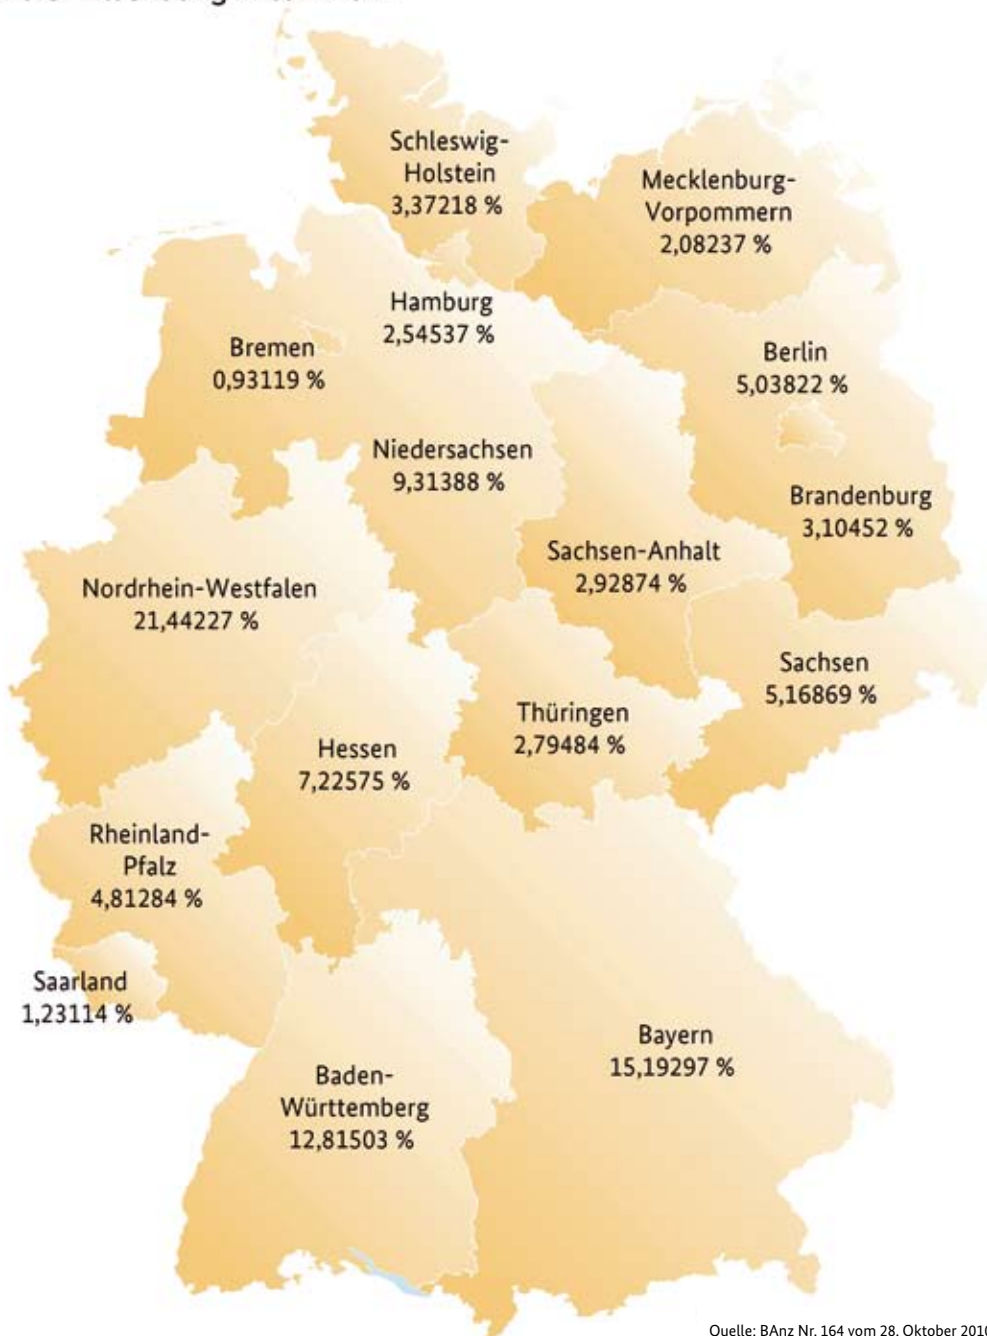 Schleswig-
Holstein
3,37218 %
Mecklenburg-
Vorpommern
2,08237 %
Hamburg
2,54537 %
Bremen
0,93119 %
Berlin
5,03822 %
Niedersachsen
9,31388 %
Brandenburg
3,10452 %
Sachsen-Anhalt
2,92874 %
Nordrhein-Westfalen
21,44227 %
Sachsen
5,16869 %
Thüringen
2,79484 %
Hessen
7,22575 %
Rheinland-
Pfalz
4,81284 %
Saarland
1,23114 %
Bayern
15,19297 %
Baden-
Württemberg
12,81503 %
Quelle: BAnz Nr. 164 vom 28. Oktober 2010